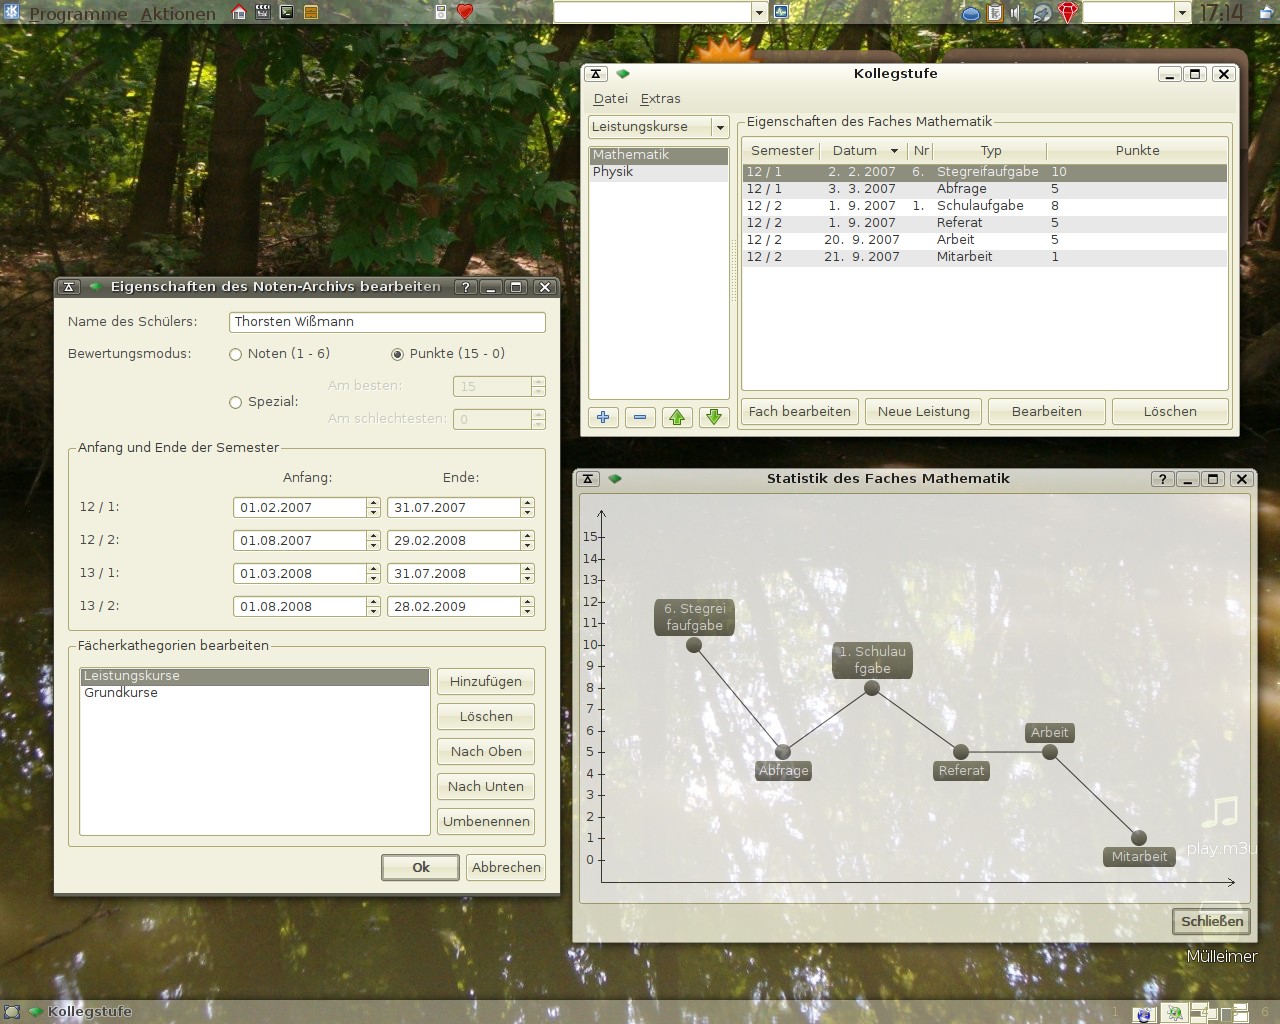 Programme Aktionen
17:14
Kollegstufe
Datei Extras
Leistungskurse
Mathematik
Physik
Eigenschaften des Faches Mathematik
Semester Datum Nr Typ Punkte
12 / 1 2. 2. 2007 6. Stegreifaufgabe 10
12 / 1 3. 3. 2007 Abfrage 5
12 / 2 1. 9. 2007 1. Schulaufgabe 8
12 / 2 1. 9. 2007 Referat 5
12 / 2 20. 9. 2007 Arbeit 5
12 / 2 21. 9. 2007 Mitarbeit 1
Fach bearbeiten Neue Leistung Bearbeiten Löschen
Eigenschaften des Noten-Archivs bearbeiten
Name des Schülers: Thorsten Wißmann
Bewertungsmodus: Noten (1 - 6) Punkte (15 - 0)
Spezial:
Am besten: 15
Am schlechtesten: 0
Anfang und Ende der Semester
Anfang: Ende:
12 / 1: 01.02.2007 31.07.2007
12 / 2: 01.08.2007 29.02.2008
13 / 1: 01.03.2008 31.07.2008
13 / 2: 01.08.2008 28.02.2009
Fächerkathegorien bearbeiten
Leistungskurse
Grundkurse
Hinzufügen
Löschen
Nach Oben
Nach Unten
Umbenennen
Ok Abbrechen
Statistik des Faches Mathematik
15
14
13
12
11
10
9
8
7
6
5
4
3
2
1
0
6. Stegrei
faufgabe
Abfrage
1. Schulau
fgabe
Referat
Arbeit
Mitarbeit
play.m3u
Schließen
Mülleimer
Kollegstufe
1
6